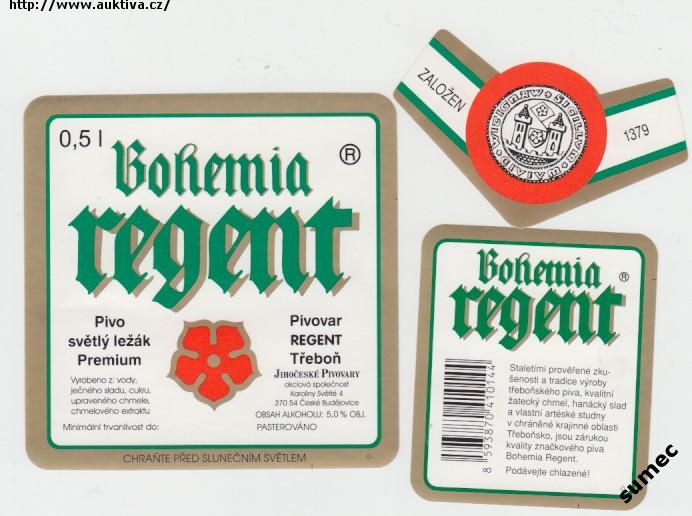 http://www.auktiva.cz/
0,5 l
Bohemia ®
regent
Pivo
světlý ležák
Premium
Vyrobeno z: vody,
ječného sladu, cukru,
upraveného chmele,
chmelového extraktu
Minimální trvanlivost do:
Pivovar
REGENT
Třeboň
JIHOČESKÉ PIVOVARY
akciová společnost
Karoliny Světlé 4
370 54 České Budějovice
OBSAH ALKOHOLU: 5,0 % OBJ.
PASTEROVÁNO
CHRAŇTE PŘED SLUNEČNÍM SVĚTLEM
ZALOŽEN
1379
Bohemia ®
regent
Staletími prověřené zku-
šenosti a tradice výroby
třeboňského piva, kvalitní
žatecký chmel, hanácký slad
a vlastní artéské studny
v chráněné krajinné oblasti
Třeboňsko, jsou zárukou
kvality značkového piva
Bohemia Regent.
Podávejte chlazené!
8 593870 410144
sumec